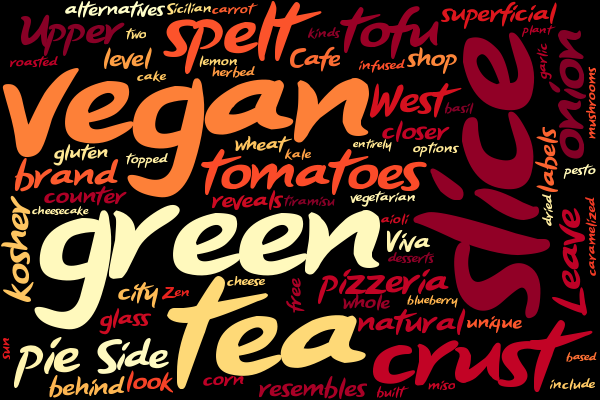 alternatives Sicilian carrot
Upper two spelt kinds tofu superficial
plant
roasted level lemon Cafe infused shop garlic
cake herbed
vegan West basil onion mushrooms
closer
gluten topped wheat kale entirely options labels
brand tomatoes pesto
counter reveals tiramisu vegetarian dried
kosher cheesecake aioli slice Leave caramelized
green Viva
desserts
city Zen cheese free pizzeria
whole blueberry
glass tea natural unique
sun pie Side crust based
behind look corn resembles built miso include